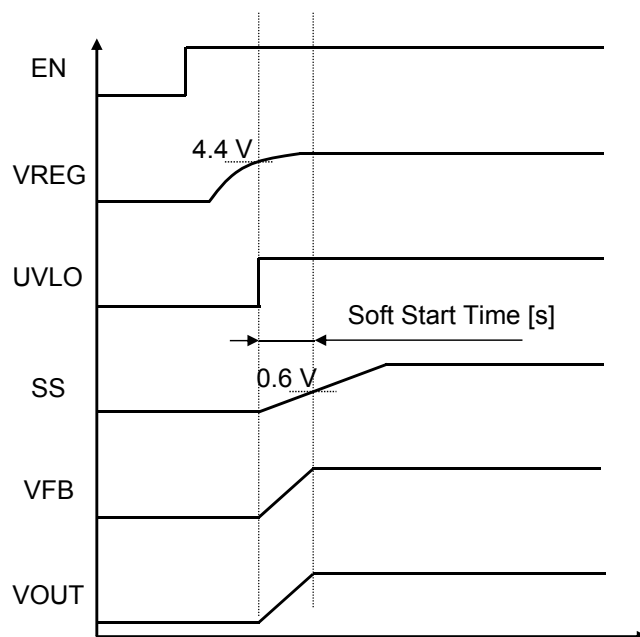 EN
4.4 V
VREG
UVLO
Soft Start Time [s]
0.6 V
SS
VFB
VOUT